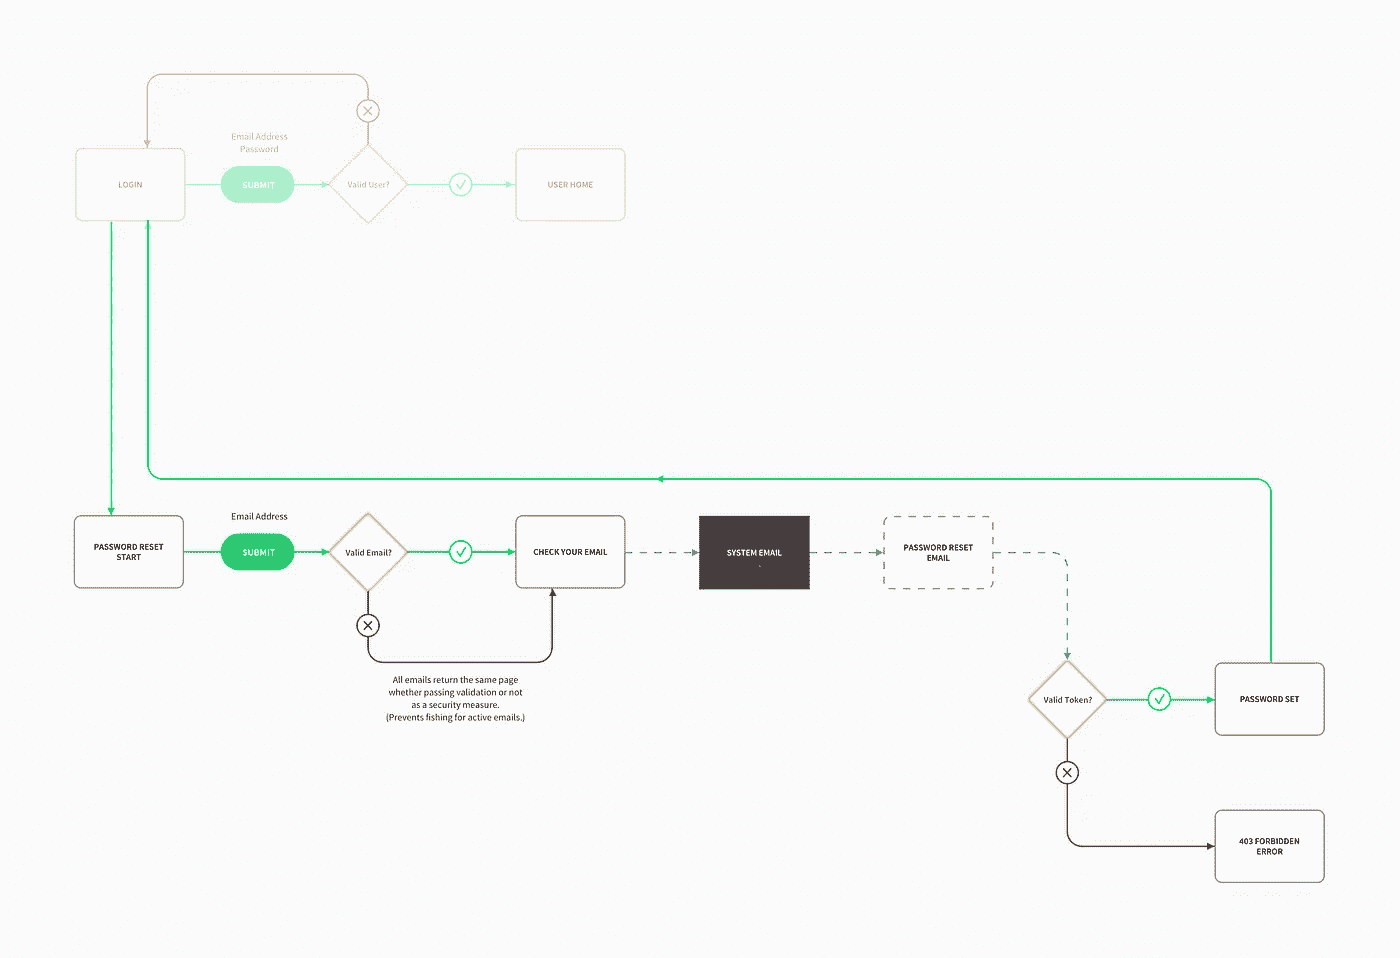 Email Address
Password
LOGIN
SUBMIT
Valid User?
USER HOME
PASSWORD RESET
START
Email Address
SUBMIT
Valid Email?
CHECK YOUR EMAIL
SYSTEM EMAIL
PASSWORD RESET
EMAIL
All emails return the same page
whether passing validation or not
as a security measure.
(Prevents fishing for active emails.)
Valid Token?
PASSWORD SET
403 FORBIDDEN
ERROR